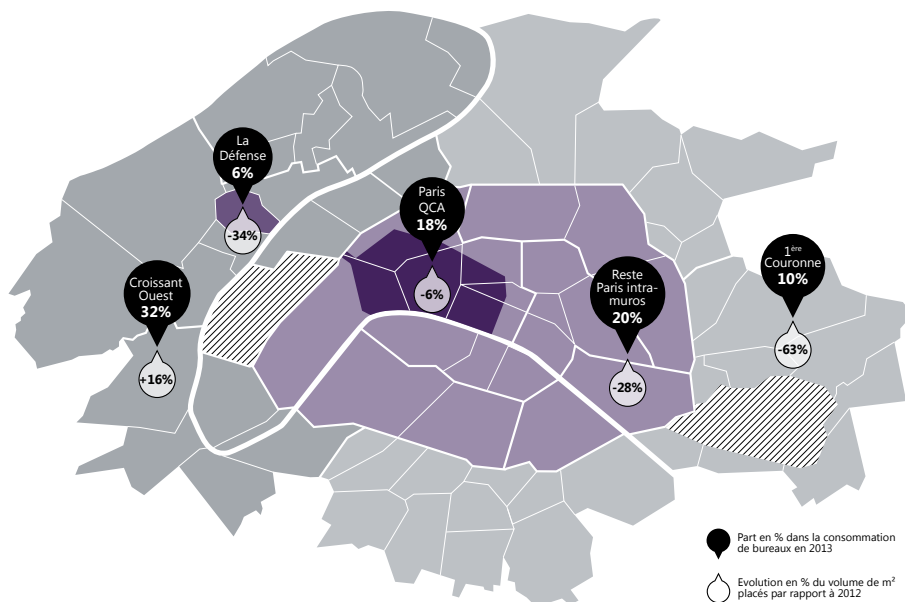 La
Défense
6%
-34%
Paris
QCA
18%
-6%
Croissant
Ouest
32%
+16%
Reste
Paris intra-
muros
20%
-28%
1ère
Couronne
10%
-63%
Part en % dans la consommation
de bureaux en 2013
Evolution en % du volume de m²
placés par rapport à 2012